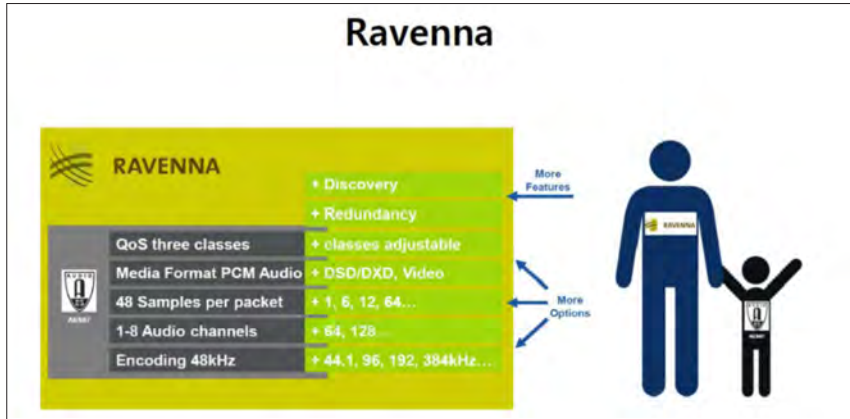 Ravenna
RAVENNA
+ Discovery
+ Redundancy
QoS three classes + classes adjustable
Media Format PCM Audio + DSD/DXD, Video
48 Samples per packet + 1, 6, 12, 64...
1-8 Audio channels + 64, 128...
Encoding 48kHz + 44.1, 96, 192, 384kHz...
AES67
More
Features
More
Options
RAVENNA